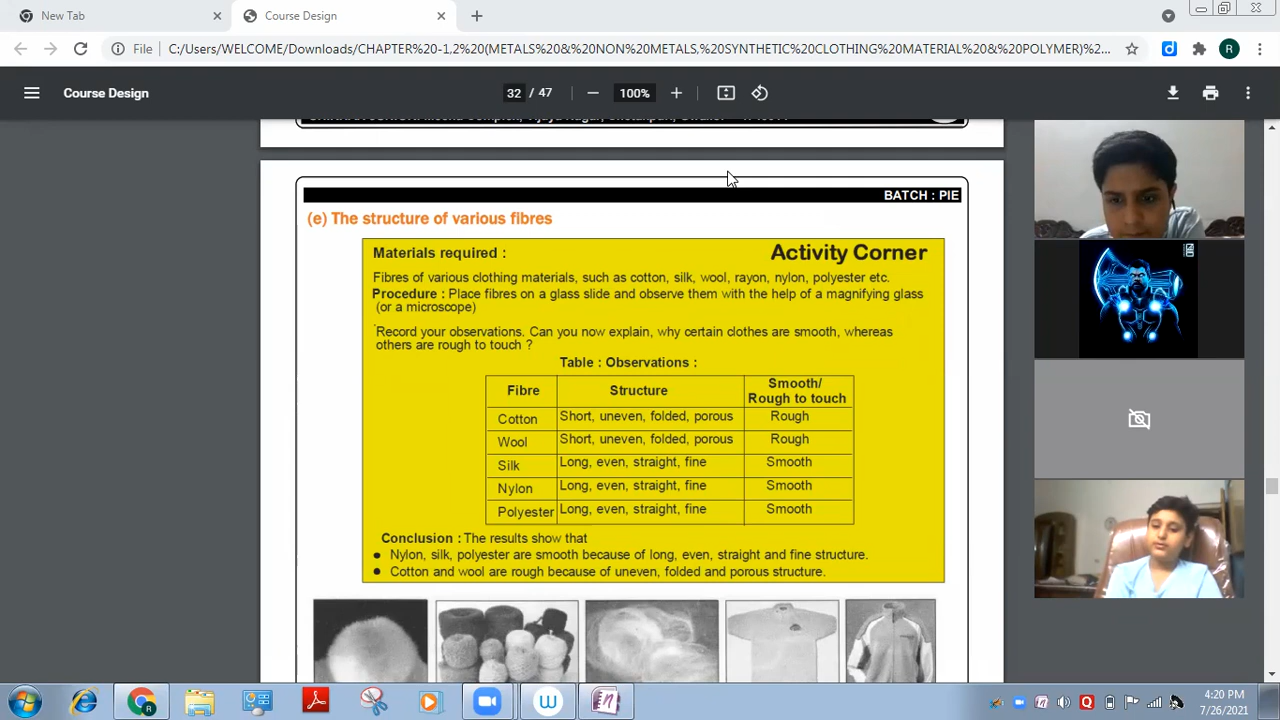 New Tab
Course Design
File C:/Users/WELCOME/Downloads/CHAPTER%20-1,2%20(METALS%20&%20NON%20METALS,%20SYNTHETIC%20CLOTHING%20MATERIAL%20&%20POLYMER)%2...
R
Course Design
32 / 47
100%
BATCH : PIE
(e) The structure of various fibres
Materials required :
Activity Corner
Fibres of various clothing materials, such as cotton, silk, wool, rayon, nylon, polyester etc.
Procedure : Place fibres on a glass slide and observe them with the help of a magnifying glass
(or a microscope)
Record your observations. Can you now explain, why certain clothes are smooth, whereas
others are rough to touch ?
Table : Observations :
Fibre Structure Smooth/
Rough to touch
Cotton Short, uneven, folded, porous Rough
Wool Short, uneven, folded, porous Rough
Silk Long, even, straight, fine Smooth
Nylon Long, even, straight, fine Smooth
Polyester Long, even, straight, fine Smooth
Conclusion : The results show that
• Nylon, silk, polyester are smooth because of long, even, straight and fine structure.
• Cotton and wool are rough because of uneven, folded and porous structure.
4:20 PM
7/26/2021